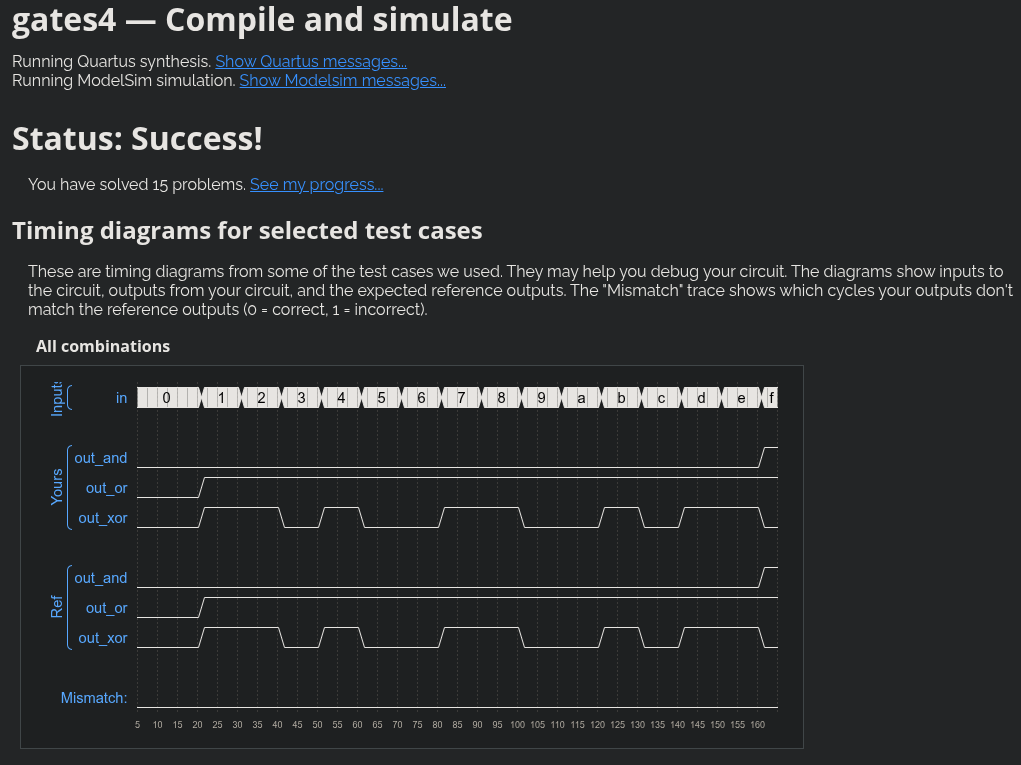 gates4 — Compile and simulate
Running Quartus synthesis. Show Quartus messages...
Running ModelSim simulation. Show Modelsim messages...
Status: Success!
You have solved 15 problems. See my progress...
Timing diagrams for selected test cases
These are timing diagrams from some of the test cases we used. They may help you debug your circuit. The diagrams show inputs to
the circuit, outputs from your circuit, and the expected reference outputs. The "Mismatch" trace shows which cycles your outputs don't
match the reference outputs (0 = correct, 1 = incorrect).
All combinations
Inputs
in 0 1 2 3 4 5 6 7 8 9 a b c d e f
Yours
out_and
out_or
out_xor
Ref
out_and
out_or
out_xor
Mismatch:
5 10 15 20 25 30 35 40 45 50 55 60 65 70 75 80 85 90 95 100 105 110 115 120 125 130 135 140 145 150 155 160